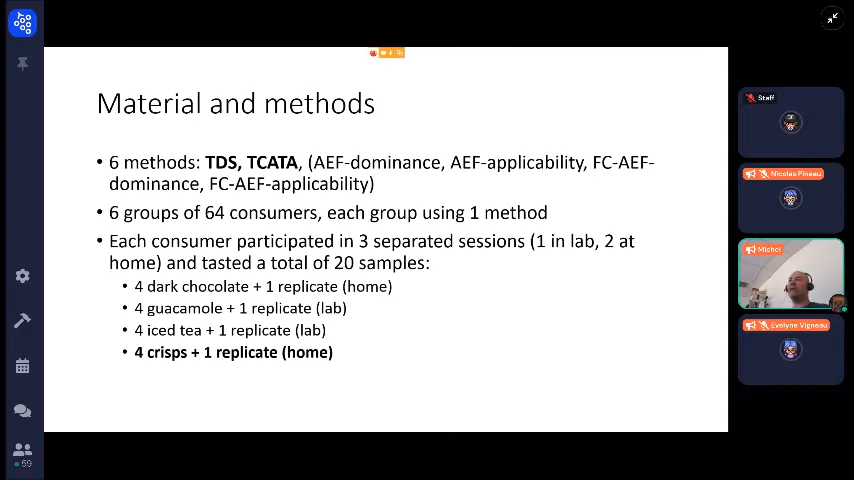 Material and methods
• 6 methods: TDS, TCATA, (AEF-dominance, AEF-applicability, FC-AEF-
dominance, FC-AEF-applicability)
• 6 groups of 64 consumers, each group using 1 method
• Each consumer participated in 3 separated sessions (1 in lab, 2 at
home) and tasted a total of 20 samples:
• 4 dark chocolate + 1 replicate (home)
• 4 guacamole + 1 replicate (lab)
• 4 iced tea + 1 replicate (lab)
• 4 crisps + 1 replicate (home)
Staff
Nicolas Pineau
Michel
Evelyne Vigneau
59